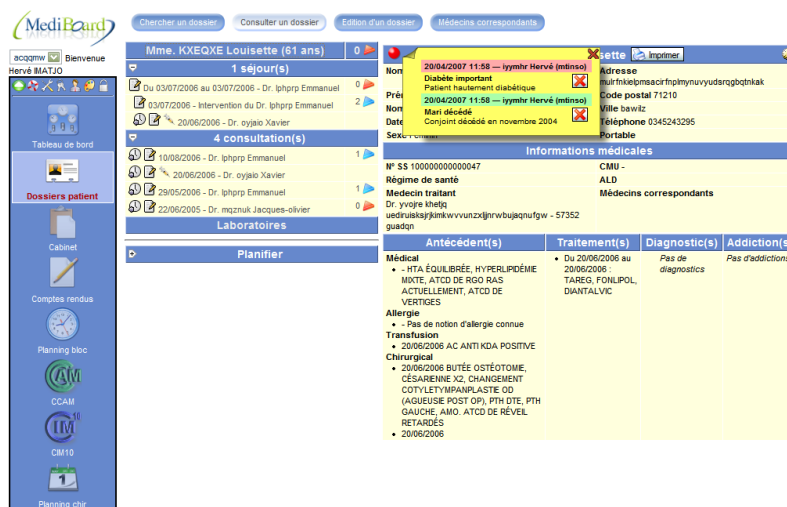 MediBoard
Chercher un dossier
Consulter un dossier
Edition d'un dossier
Médecins correspondants
acqqmw Bienvenue
Hervé IMATJO
Tableau de bord
Dossiers patient
Cabinet
Comptes rendus
Planning bloc
CCAM
CCAM
CIM10
CIM10
1
Planning chir
Mme. KXEQXE Louisette (61 ans) 0
1 séjour(s)
Du 03/07/2006 au 03/07/2006 - Dr. lphprp Emmanuel 0
03/07/2006 - Intervention du Dr. lphprp Emmanuel 2
20/06/2006 - Dr. oyjaio Xavier
4 consultation(s)
10/08/2006 - Dr. lphprp Emmanuel 1
20/06/2006 - Dr. oyjaio Xavier
29/05/2006 - Dr. lphprp Emmanuel 1
22/06/2005 - Dr. mqznuk Jacques-olivier 0
Laboratoires
Planifier
20/04/2007 11:58 — iyymhr Hervé (mtinso)
Diabète important
Patient hautement diabétique
20/04/2007 11:58 — iyymhr Hervé (mtinso)
Mari décédé
Conjoint décédé en novembre 2004
sette Imprimer
Adresse
Code postal 71210
Ville bawilz
Téléphone 0345243295
Portable
Informations médicales
N° SS 100000000000047
CMU -
Régime de santé
ALD
Medecin traitant
Médecins correspondants
Dr. yvojre khetjq
- 57352
guadqn
Antécédent(s) Traitement(s) Diagnostic(s) Addiction(s
Médical
- HTA ÉQUILIBRÉE, HYPERLIPIDÉMIE
MIXTE, ATCD DE RGO RAS
ACTUELLEMENT, ATCD DE
VERTIGES
Allergie
- Pas de notion d'allergie connue
Transfusion
20/06/2006 AC ANTI KDA POSITIVE
Chirurgical
20/06/2006 BUTÉE OSTÉOTOMIE,
CÉSARIENNE X2, CHANGEMENT
COTYLETYMPANPLASTIE OD
(AGUEUSIE POST OP), PTH DTE, PTH
GAUCHE, AMO. ATCD DE RÉVEIL
RETARDÉS
20/06/2006
Du 20/06/2006 au
20/06/2006 :
TAREG, FONLIPOL,
DIANTALVIC
Pas de
diagnostics
Pas d'addictions